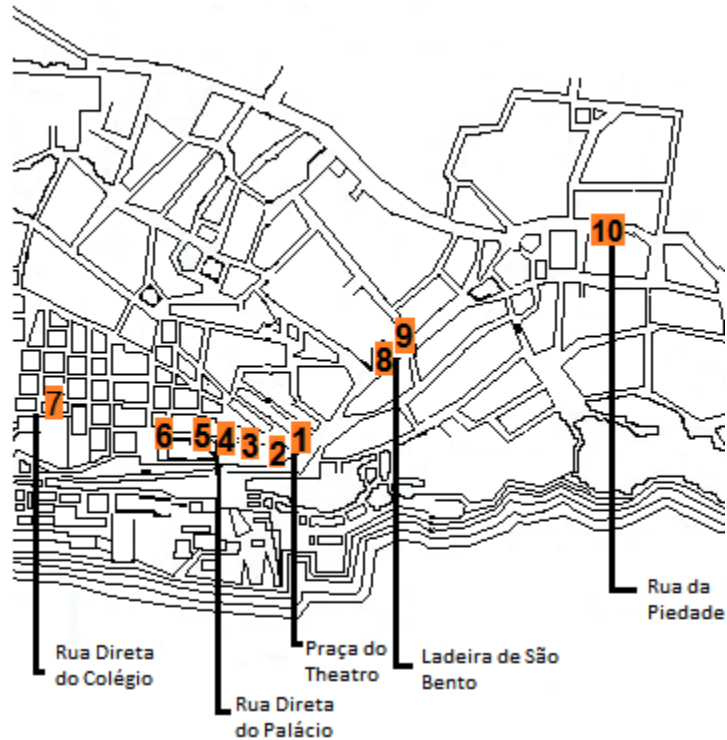 10
9
8
7
6
5
4
3
2
1
Rua da
Piedade
Rua Direta
do Colégio
Praça do
Theatro
Ladeira de São
Bento
Rua Direta
do Palácio